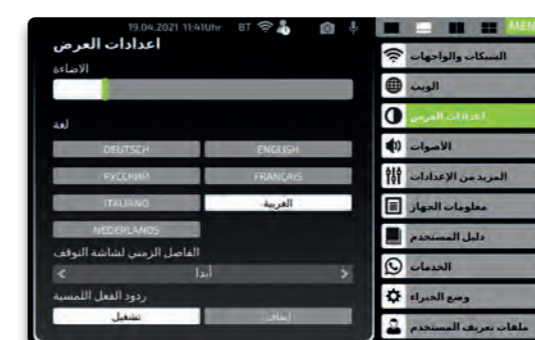 19.04.2021 11:41Uhr BT
MENU
اعدادات العرض
الاضاءة
لغة
DEUTSCH ENGLISH
РУССКИЙ FRANÇAIS
ITALIANO العربية
NEDERLANDS
الفاصل الزمني لشاشة التوقف
< أبدا >
ردود الفعل اللمسية
تشغيل إيقاف
الشبكات والواجهات
الويب
اعدادات العرض
الأصوات
المزيد من الإعدادات
معلومات الجهاز
دليل المستخدم
الخدمات
وضع الخبراء
ملفات تعريف المستخدم